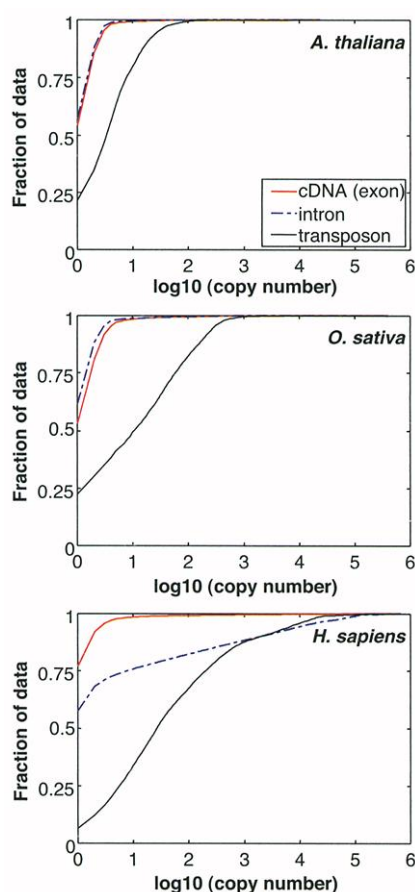 A. thaliana
1
0.75
0.5
0.25
0
Fraction of data
cDNA (exon)
intron
transposon
0 1 2 3 4 5 6
log10 (copy number)
O. sativa
1
0.75
0.5
0.25
0
Fraction of data
0 1 2 3 4 5 6
log10 (copy number)
H. sapiens
1
0.75
0.5
0.25
0
Fraction of data
0 1 2 3 4 5 6
log10 (copy number)